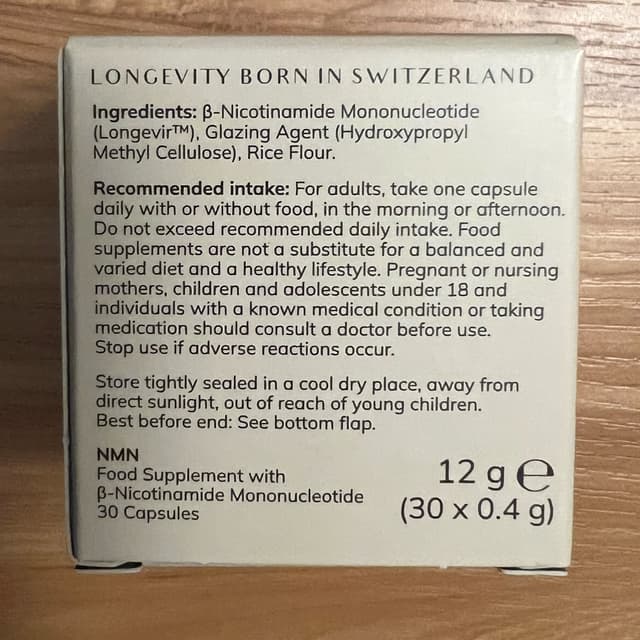 LONGEVITY BORN IN SWITZERLAND
Ingredients: β-Nicotinamide Mononucleotide
(Longevir™), Glazing Agent (Hydroxypropyl
Methyl Cellulose), Rice Flour.
Recommended intake: For adults, take one capsule
daily with or without food, in the morning or afternoon.
Do not exceed recommended daily intake. Food
supplements are not a substitute for a balanced and
varied diet and a healthy lifestyle. Pregnant or nursing
mothers, children and adolescents under 18 and
individuals with a known medical condition or taking
medication should consult a doctor before use.
Stop use if adverse reactions occur.
Store tightly sealed in a cool dry place, away from
direct sunlight, out of reach of young children.
Best before end: See bottom flap.
NMN
Food Supplement with
β-Nicotinamide Mononucleotide
30 Capsules
12 g ℮
(30 x 0.4 g)